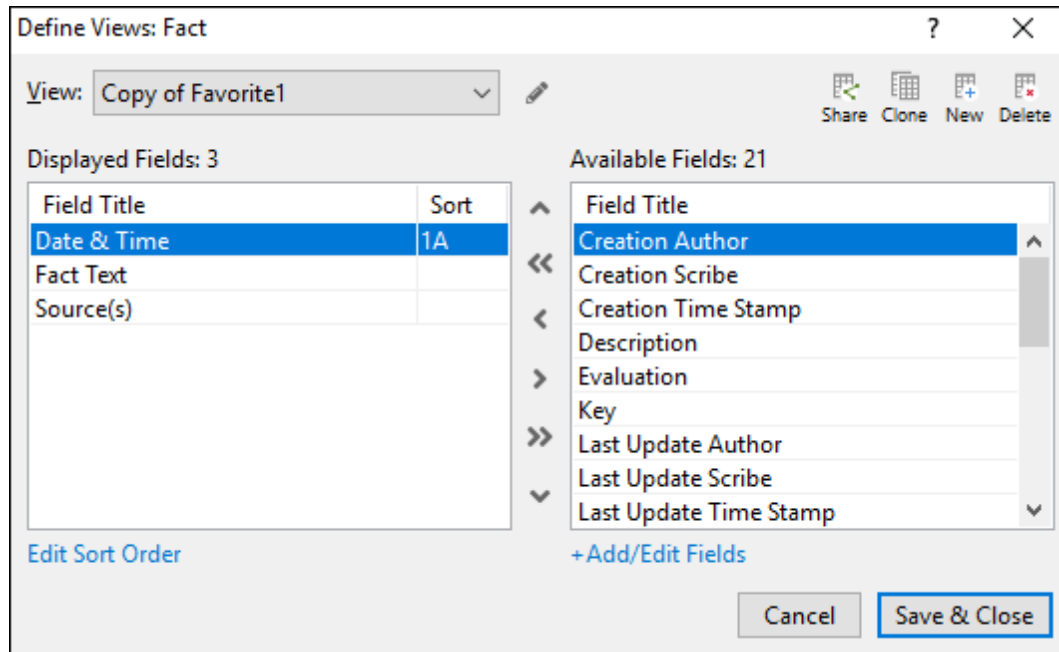 Define Views: Fact ?
View: Copy of Favorite1
Share Clone New Delete
Displayed Fields: 3
Field Title Sort
Date & Time 1A
Fact Text
Source(s)
Edit Sort Order
Available Fields: 21
Field Title
Creation Author
Creation Scribe
Creation Time Stamp
Description
Evaluation
Key
Last Update Author
Last Update Scribe
Last Update Time Stamp
+Add/Edit Fields
Cancel Save & Close